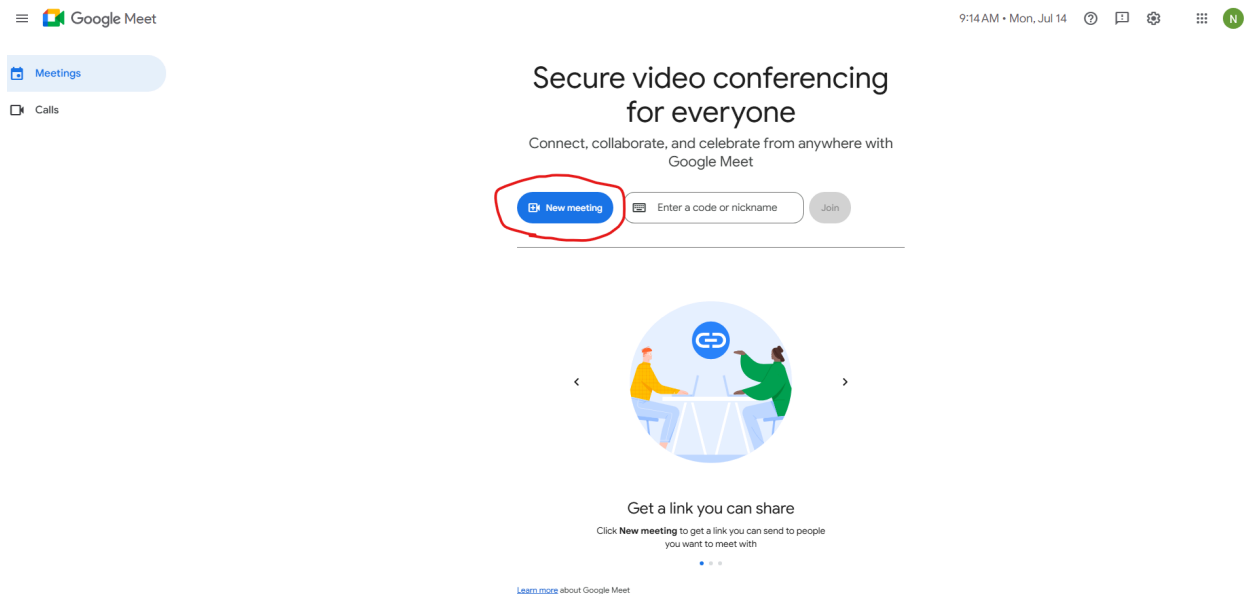 Google Meet
9:14 AM • Mon, Jul 14
N
Meetings
Calls
Secure video conferencing
for everyone
Connect, collaborate, and celebrate from anywhere with
Google Meet
New meeting
Enter a code or nickname
Join
Get a link you can share
Click New meeting to get a link you can send to people
you want to meet with
Learn more about Google Meet